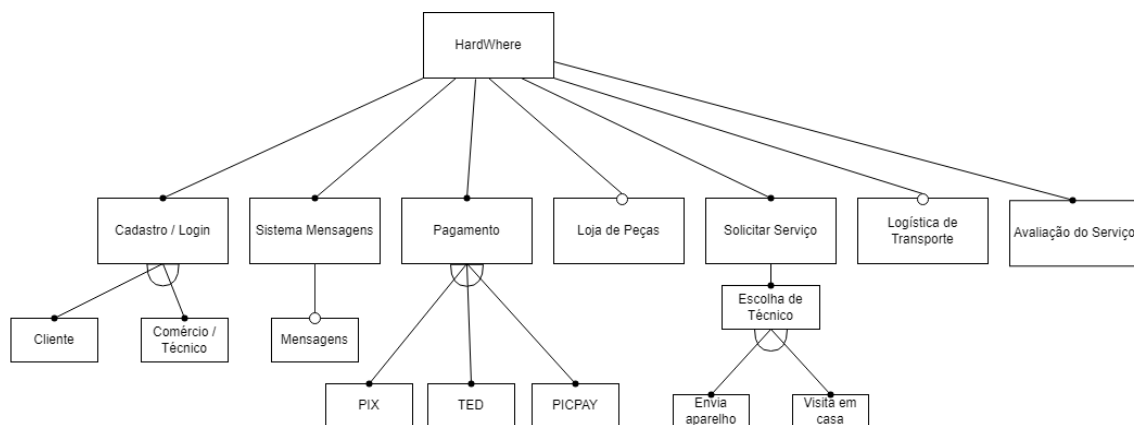 HardWhere
Cadastro / Login
Sistema Mensagens
Pagamento
Loja de Peças
Solicitar Serviço
Logística de
Transporte
Avaliação do Serviço
Cliente
Comércio /
Técnico
Mensagens
Escolha de
Técnico
PIX
TED
PICPAY
Envia
aparelho
Visita em
casa